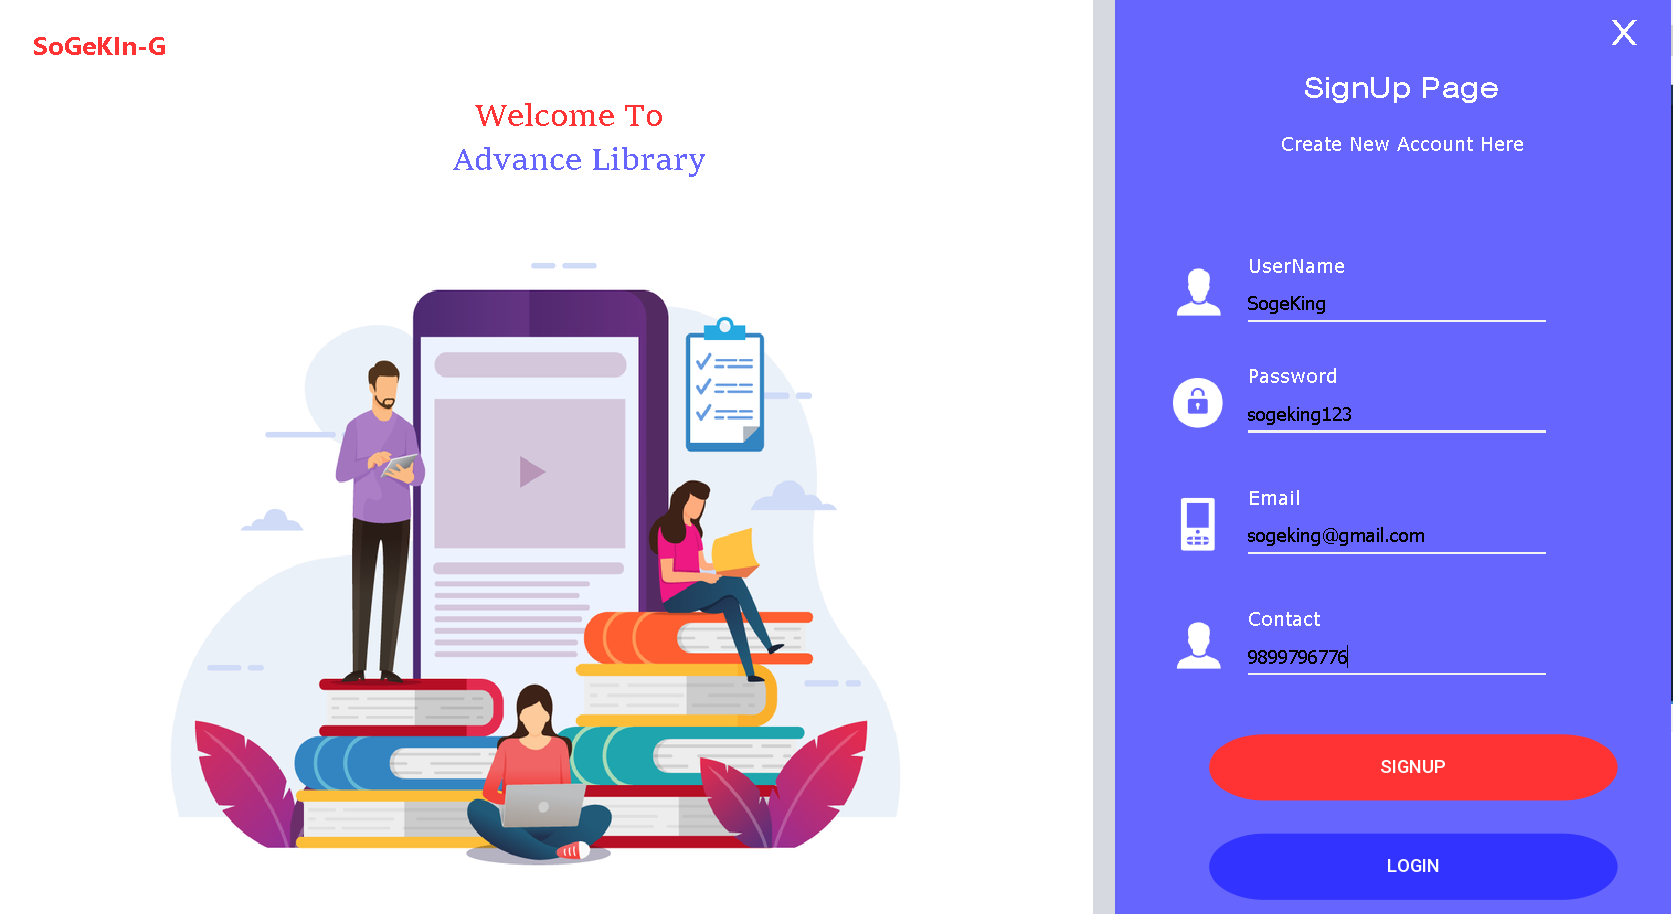 SoGeKIn-G
Welcome To
Advance Library
X
SignUp Page
Create New Account Here
UserName
SogeKing
Password
sogeking123
Email
sogeking@gmail.com
Contact
9899796776
SIGNUP
LOGIN